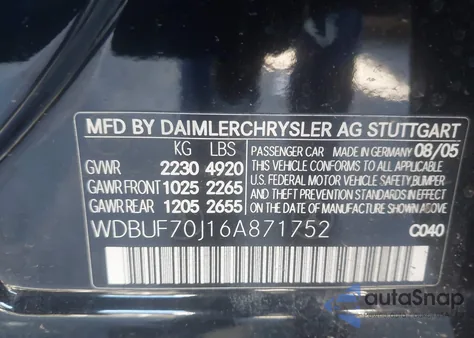 MFD BY DAIMLERCHRYSLER AG STUTTGART
KG LBS PASSENGER CAR MADE IN GERMANY 08/05
GVWR 2230 4920 THIS VEHICLE CONFORMS TO ALL APPLICABLE
GAWR FRONT 1025 2265 U.S. FEDERAL MOTOR VEHICLE SAFETY,BUMPER
GAWR REAR 1205 2655 AND THEFT PREVENTION STANDARDS IN EFFECT
ON THE DATE OF MANUFACTURE SHOWN ABOVE.
WDBUF70J16A871752 C040
autoSnap